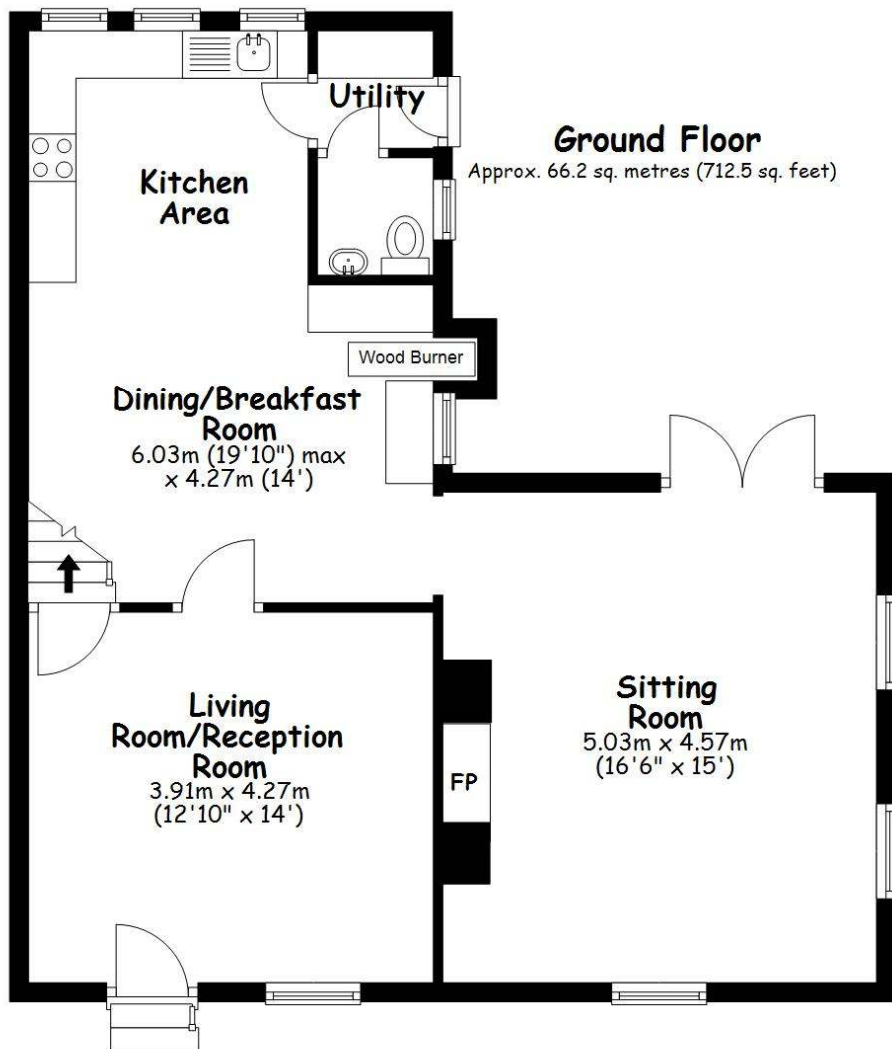 Utility
Ground Floor
Approx. 66.2 sq. metres (712.5 sq. feet)
Kitchen
Area
Wood Burner
Dining/Breakfast
Room
6.03m (19'10") max
x 4.27m (14')
Living
Room/Reception
Room
3.91m x 4.27m
(12'10" x 14')
FP
Sitting
Room
5.03m x 4.57m
(16'6" x 15')